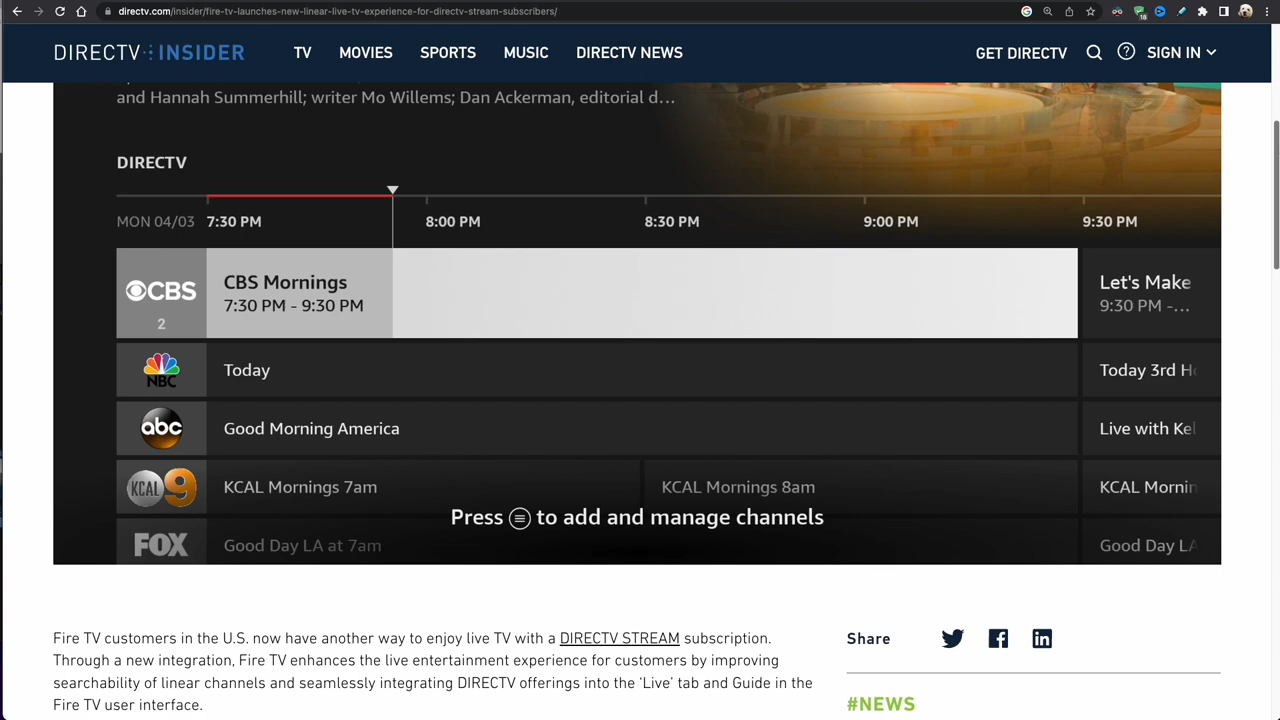 directv.com/insider/fire-tv-launches-new-linear-live-tv-experience-for-directv-stream-subscribers/
18
DIRECTV INSIDER TV MOVIES SPORTS MUSIC DIRECTV NEWS GET DIRECTV SIGN IN
and Hannah Summerhill; writer Mo Willems; Dan Ackerman, editorial d…
DIRECTV
MON 04/03 7:30 PM 8:00 PM 8:30 PM 9:00 PM 9:30 PM
CBS
2
CBS Mornings
7:30 PM - 9:30 PM
Let's Make
9:30 PM -...
NBC Today Today 3rd H
abc Good Morning America Live with Kel
KCAL 9 KCAL Mornings 7am KCAL Mornings 8am KCAL Mornin
Press to add and manage channels
FOX Good Day LA at 7am Good Day LA
Fire TV customers in the U.S. now have another way to enjoy live TV with a DIRECTV STREAM subscription.
Through a new integration, Fire TV enhances the live entertainment experience for customers by improving
searchability of linear channels and seamlessly integrating DIRECTV offerings into the ‘Live’ tab and Guide in the
Fire TV user interface.
Share
#NEWS